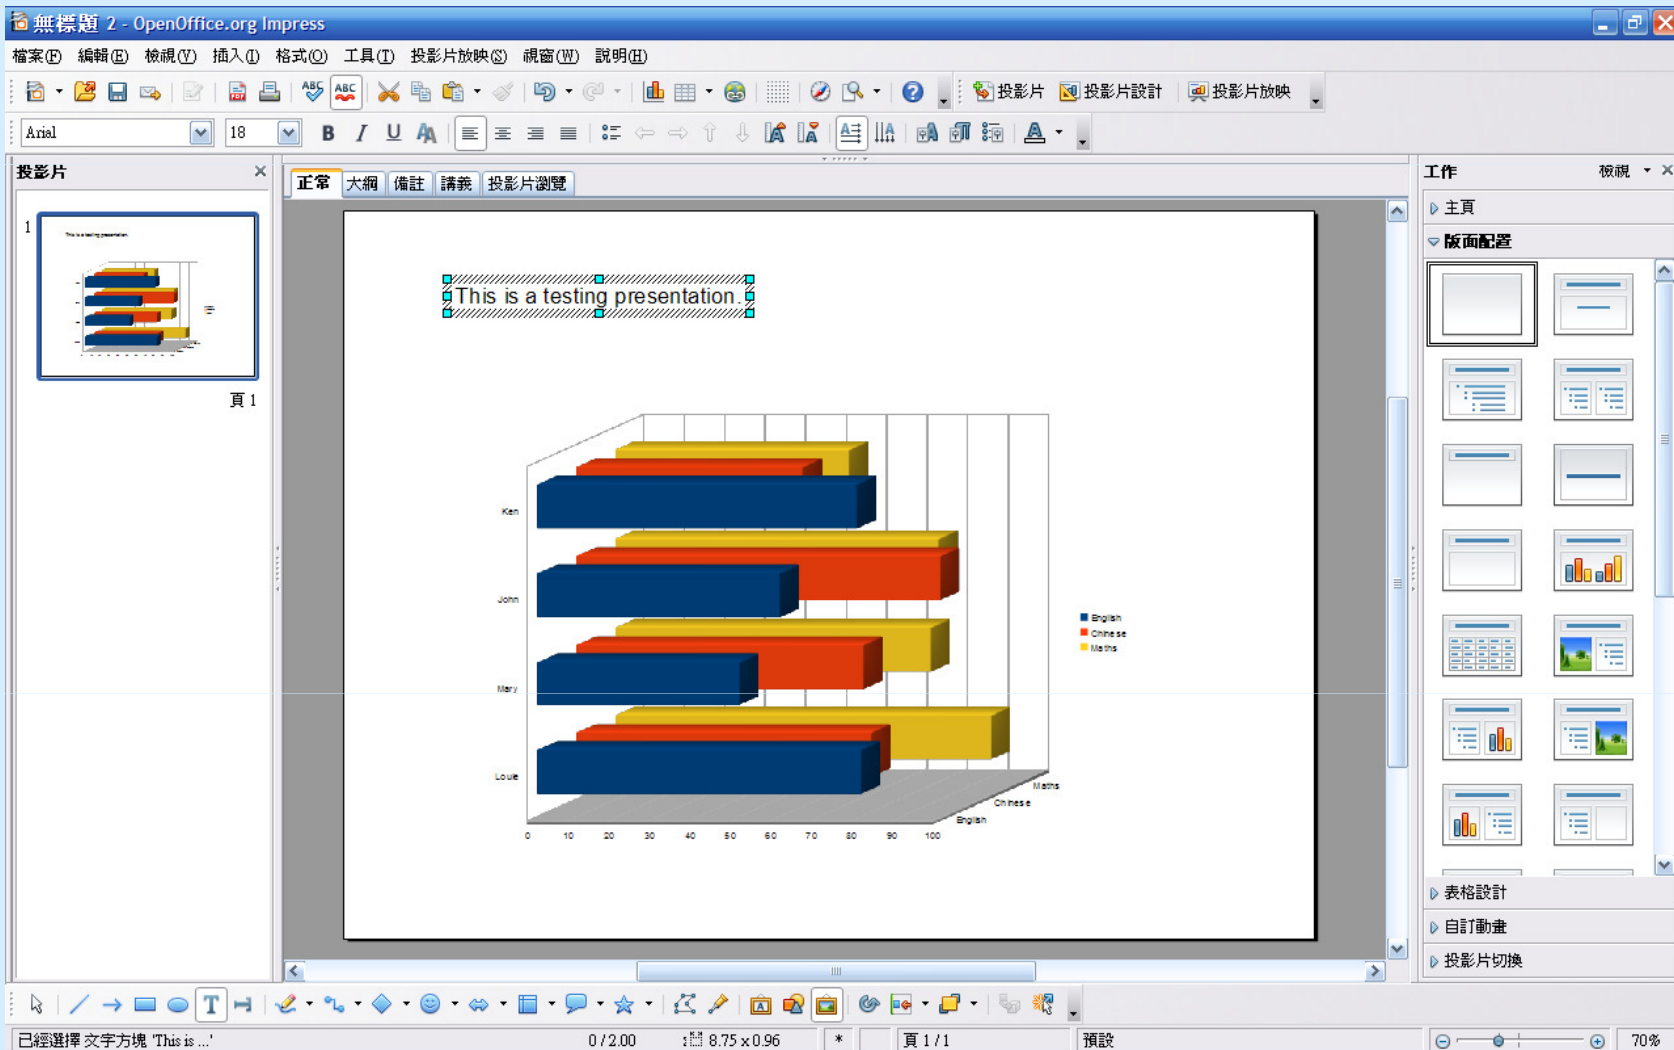 無標題 2 - OpenOffice.org Impress
檔案(F) 編輯(E) 檢視(V) 插入(I) 格式(O) 工具(T) 投影片放映(S) 視窗(W) 說明(H)
投影片 投影片設計 投影片放映
Arial 18
投影片
正常 大綱 備註 講義 投影片瀏覽
工作 檢視
主頁
版面配置
1
This is a testing presentation.
頁 1
This is a testing presentation.
Ken
John
Mary
Louie
0 10 20 30 40 50 60 70 80 90 100
English
Chinese
Maths
English
Chinese
Maths
表格設計
自訂動畫
投影片切換
已經選擇 文字方塊 'This is ...' 0 / 2.00 8.75 x 0.96 * 頁 1 / 1 預設 70%